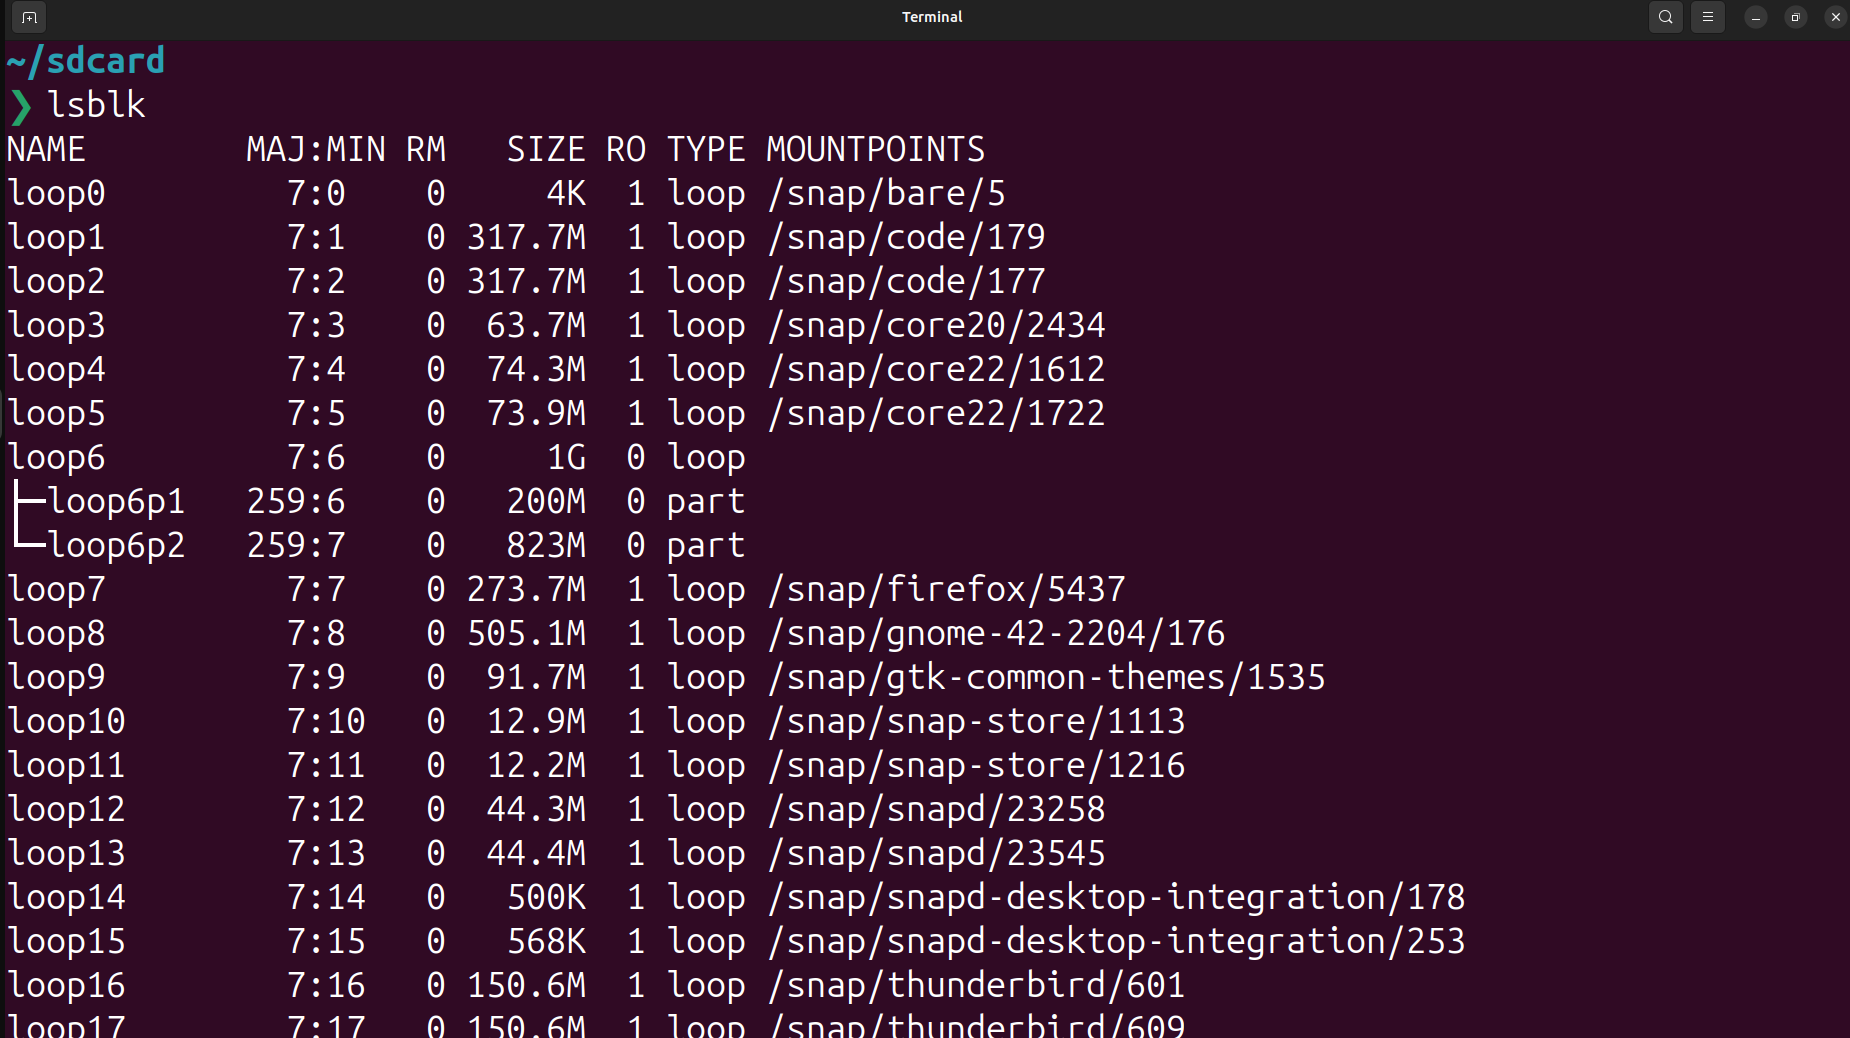 Terminal
~/sdcard
❯ lsblk
NAME        MAJ:MIN RM   SIZE RO TYPE MOUNTPOINTS
loop0         7:0    0     4K  1 loop /snap/bare/5
loop1         7:1    0 317.7M  1 loop /snap/code/179
loop2         7:2    0 317.7M  1 loop /snap/code/177
loop3         7:3    0  63.7M  1 loop /snap/core20/2434
loop4         7:4    0  74.3M  1 loop /snap/core22/1612
loop5         7:5    0  73.9M  1 loop /snap/core22/1722
loop6         7:6    0     1G  0 loop
├─loop6p1   259:6    0   200M  0 part
└─loop6p2   259:7    0   823M  0 part
loop7         7:7    0 273.7M  1 loop /snap/firefox/5437
loop8         7:8    0 505.1M  1 loop /snap/gnome-42-2204/176
loop9         7:9    0  91.7M  1 loop /snap/gtk-common-themes/1535
loop10        7:10   0  12.9M  1 loop /snap/snap-store/1113
loop11        7:11   0  12.2M  1 loop /snap/snap-store/1216
loop12        7:12   0  44.3M  1 loop /snap/snapd/23258
loop13        7:13   0  44.4M  1 loop /snap/snapd/23545
loop14        7:14   0   500K  1 loop /snap/snapd-desktop-integration/178
loop15        7:15   0   568K  1 loop /snap/snapd-desktop-integration/253
loop16        7:16   0 150.6M  1 loop /snap/thunderbird/601
loop17        7:17   0 150.6M  1 loop /snap/thunderbird/609